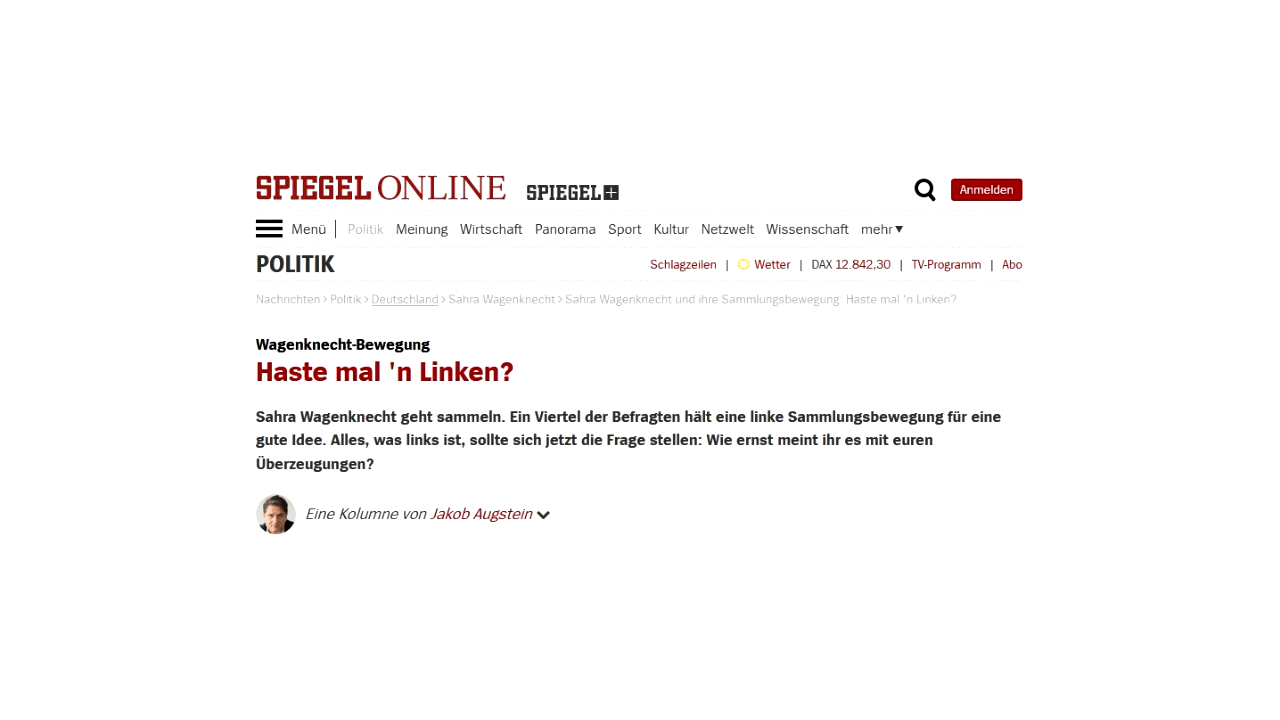 SPIEGEL ONLINE SPIEGEL+
Anmelden
Menü Politik Meinung Wirtschaft Panorama Sport Kultur Netzwelt Wissenschaft mehr
POLITIK
Schlagzeilen | Wetter | DAX 12.842,30 | TV-Programm | Abo
Nachrichten > Politik > Deutschland > Sahra Wagenknecht > Sahra Wagenknecht und ihre Sammlungsbewegung: Haste mal 'n Linken?
Wagenknecht-Bewegung
Haste mal 'n Linken?
Sahra Wagenknecht geht sammeln. Ein Viertel der Befragten hält eine linke Sammlungsbewegung für eine
gute Idee. Alles, was links ist, sollte sich jetzt die Frage stellen: Wie ernst meint ihr es mit euren
Überzeugungen?
Eine Kolumne von Jakob Augstein